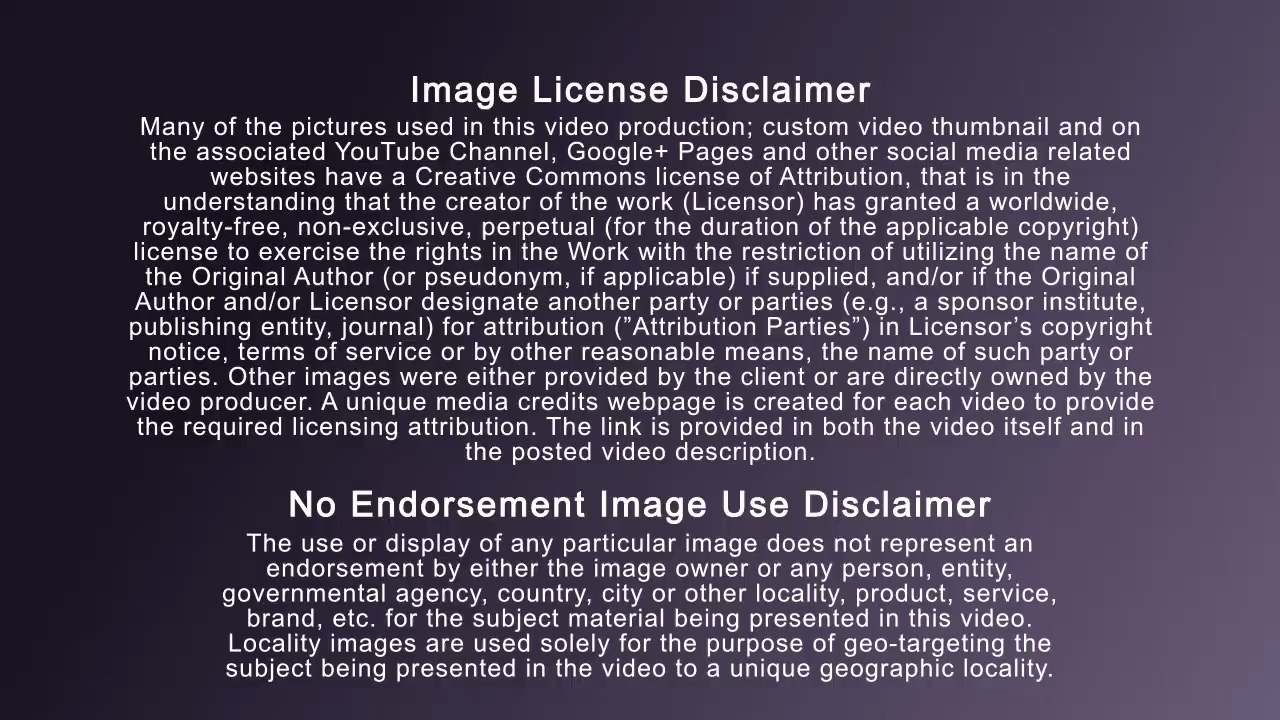 Image License Disclaimer
Many of the pictures used in this video production; custom video thumbnail and on
the associated YouTube Channel, Google+ Pages and other social media related
websites have a Creative Commons license of Attribution, that is in the
understanding that the creator of the work (Licensor) has granted a worldwide,
royalty-free, non-exclusive, perpetual (for the duration of the applicable copyright)
license to exercise the rights in the Work with the restriction of utilizing the name of
the Original Author (or pseudonym, if applicable) if supplied, and/or if the Original
Author and/or Licensor designate another party or parties (e.g., a sponsor institute,
publishing entity, journal) for attribution (”Attribution Parties”) in Licensor’s copyright
notice, terms of service or by other reasonable means, the name of such party or
parties. Other images were either provided by the client or are directly owned by the
video producer. A unique media credits webpage is created for each video to provide
the required licensing attribution. The link is provided in both the video itself and in
the posted video description.
No Endorsement Image Use Disclaimer
The use or display of any particular image does not represent an
endorsement by either the image owner or any person, entity,
governmental agency, country, city or other locality, product, service,
brand, etc. for the subject material being presented in this video.
Locality images are used solely for the purpose of geo-targeting the
subject being presented in the video to a unique geographic locality.